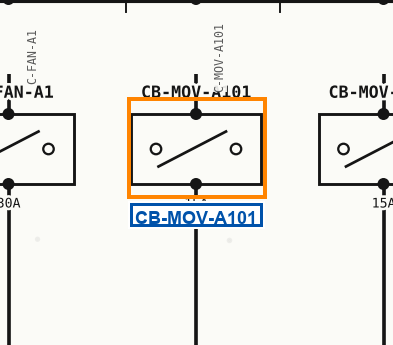 C-FAN-A1
C-MOV-A101
FAN-A1
CB-MOV-A101
CB-MOV-
30A
15A
CB-MOV-A101